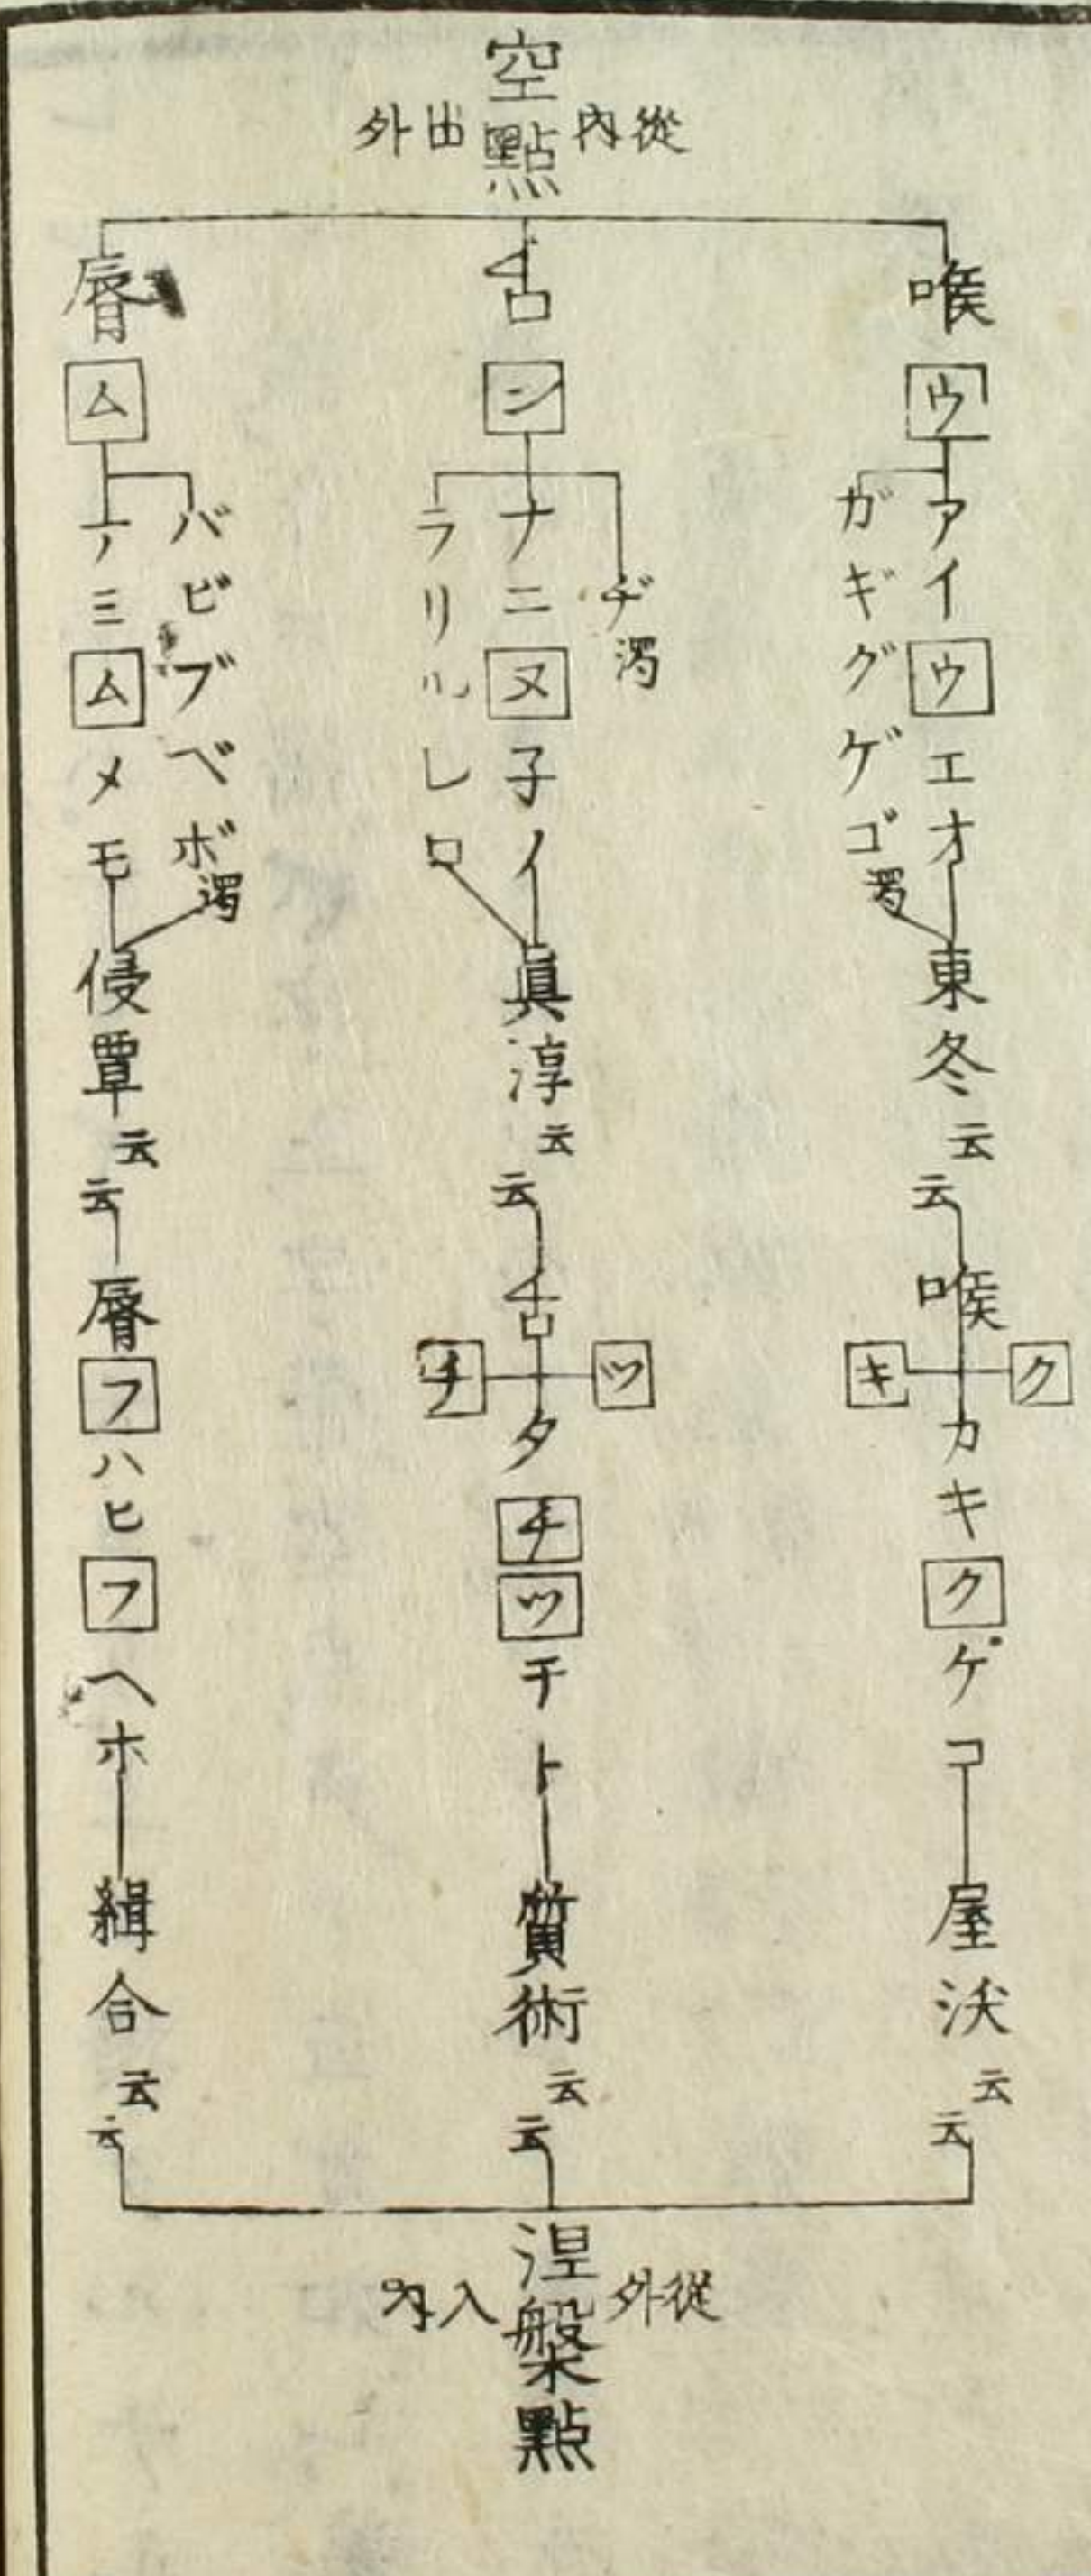 空點
從內出外
喉
ウ
アイウエオ
ガギグゲゴ濁
東冬云云
喉
ク
キ
カキクケコ
屋沃云云
舌
ン
ヂ濁
ナニヌ子ノ
ラリルレロ
眞淳云云
舌
ツ
チ
タチツテト
質術云云
脣
ム
バビブベボ濁
マミムメモ
侵覃云云
脣
フ
ハヒフヘホ
緝合云云
涅槃點
從外入內